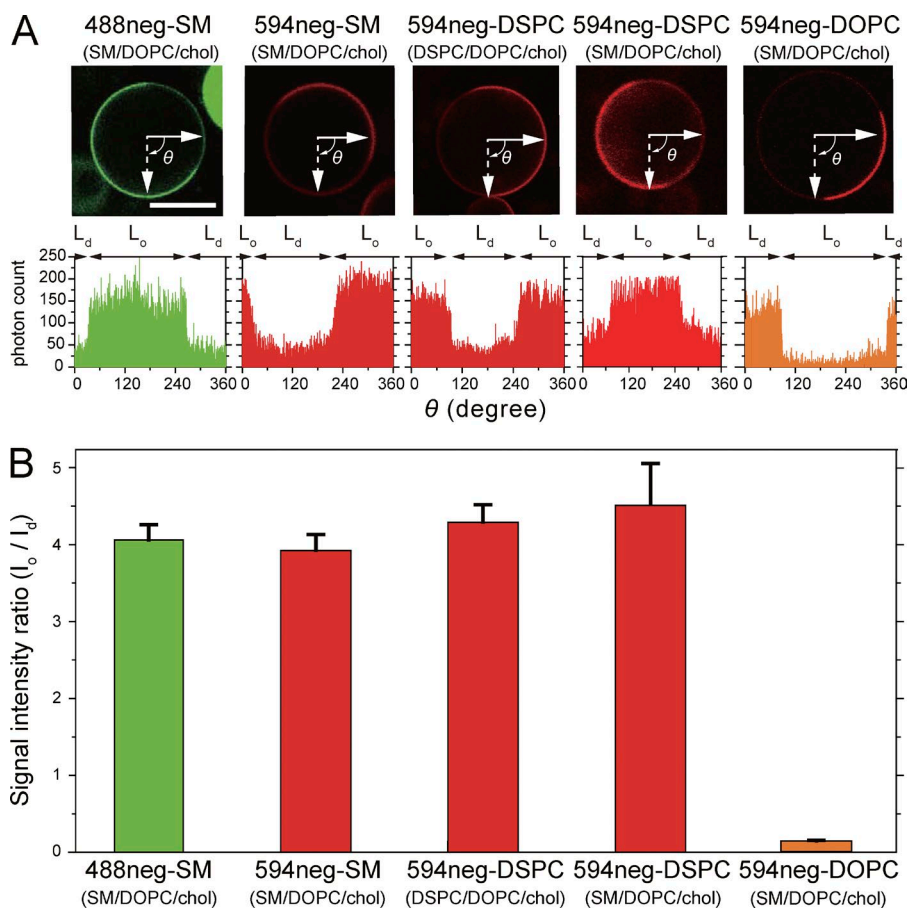 A
488neg-SM 594neg-SM 594neg-DSPC 594neg-DSPC 594neg-DOPC
(SM/DOPC/chol) (SM/DOPC/chol) (DSPC/DOPC/chol) (SM/DOPC/chol) (SM/DOPC/chol)
θ θ θ θ θ
Ld Lo Ld Lo Ld Lo Lo Ld Lo Ld Lo Ld Ld Lo Ld
photon count
250
200
150
100
50
0
0 120 240 360 0 120 240 360 0 120 240 360 0 120 240 360 0 120 240 360
θ (degree)
B
Signal intensity ratio (Io / Id)
5
4
3
2
1
0
488neg-SM 594neg-SM 594neg-DSPC 594neg-DSPC 594neg-DOPC
(SM/DOPC/chol) (SM/DOPC/chol) (DSPC/DOPC/chol) (SM/DOPC/chol) (SM/DOPC/chol)